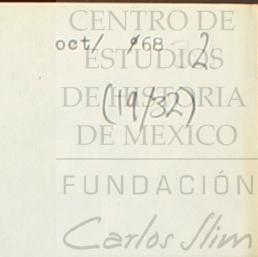 CENTRO DE
oct/ 968 2
ESTUDIOS
DE HISTORIA
(19/32)
DE MEXICO
FUNDACIÓN
Carlos Slim